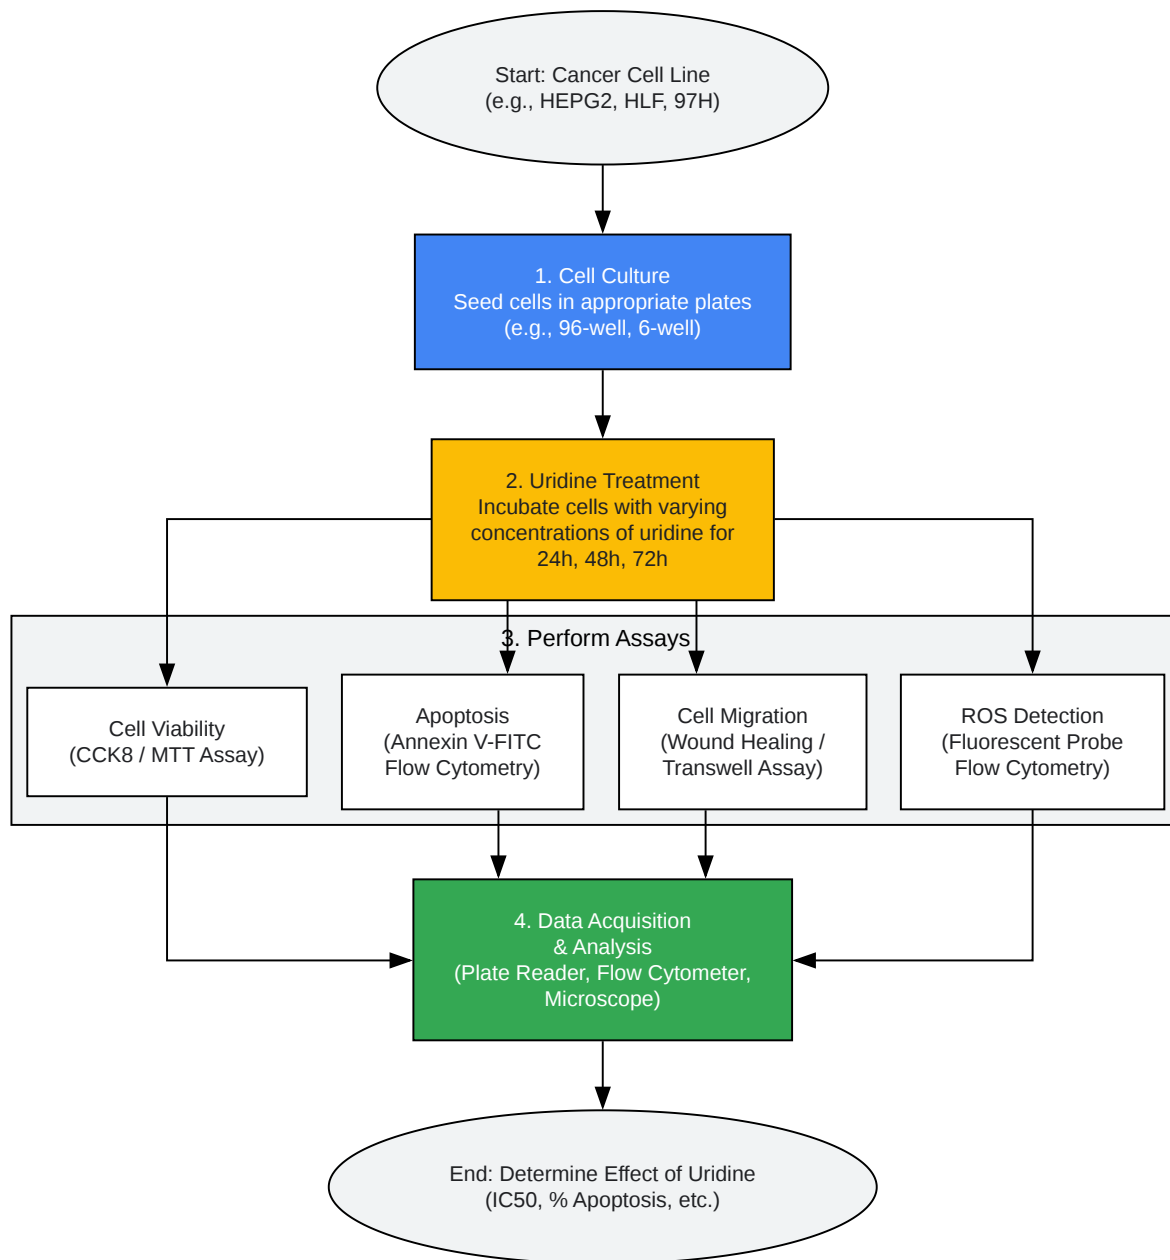 Start: Cancer Cell Line
(e.g., HEPG2, HLF, 97H)
1. Cell Culture
Seed cells in appropriate plates
(e.g., 96-well, 6-well)
2. Uridine Treatment
Incubate cells with varying
concentrations of uridine for
24h, 48h, 72h
3. Perform Assays
Cell Viability
(CCK8 / MTT Assay)
Apoptosis
(Annexin V-FITC
Flow Cytometry)
Cell Migration
(Wound Healing /
Transwell Assay)
ROS Detection
(Fluorescent Probe
Flow Cytometry)
4. Data Acquisition
& Analysis
(Plate Reader, Flow Cytometer,
Microscope)
End: Determine Effect of Uridine
(IC50, % Apoptosis, etc.)